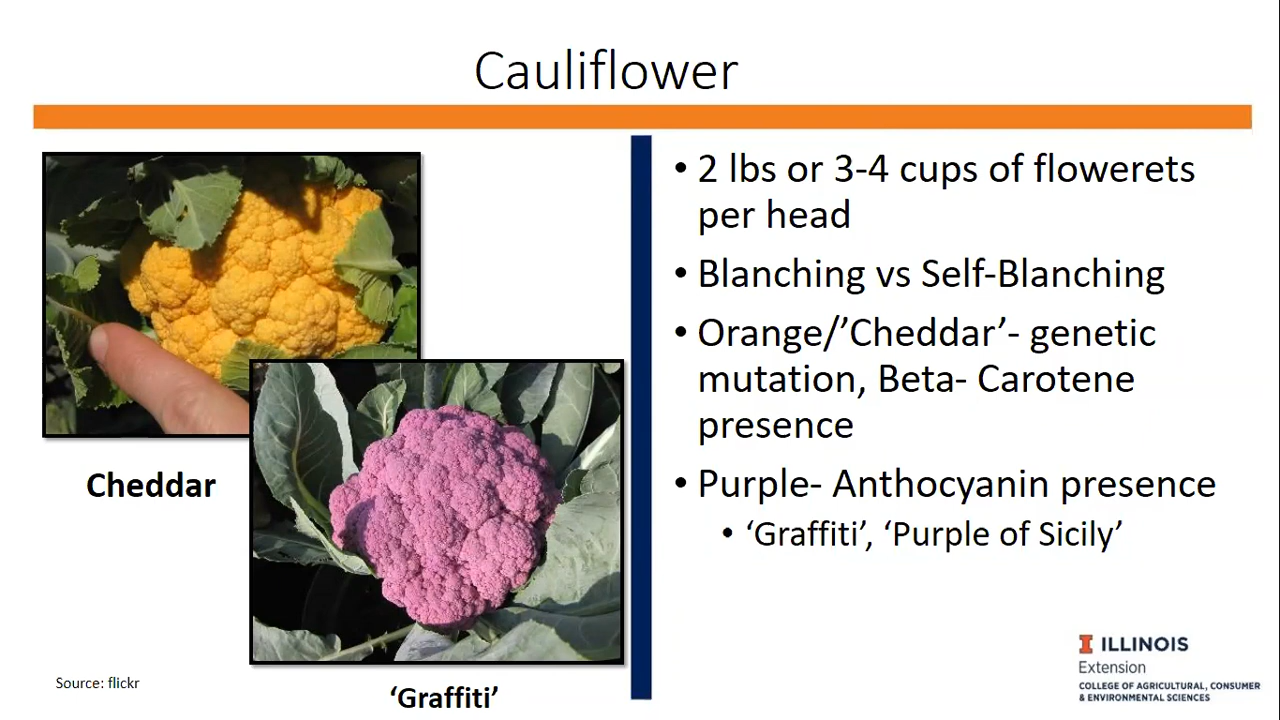 Cauliflower
Cheddar
‘Graffiti’
Source: flickr
• 2 lbs or 3-4 cups of flowerets
per head
• Blanching vs Self-Blanching
• Orange/’Cheddar’- genetic
mutation, Beta- Carotene
presence
• Purple- Anthocyanin presence
• ‘Graffiti’, ‘Purple of Sicily’
I ILLINOIS
Extension
COLLEGE OF AGRICULTURAL, CONSUMER
& ENVIRONMENTAL SCIENCES